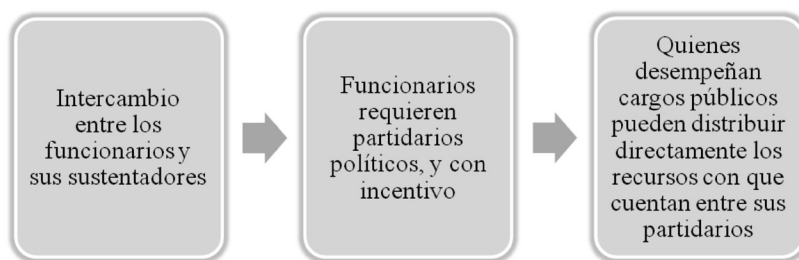 Intercambio
entre los
funcionarios y
sus sustentadores
Funcionarios
requieren
partidarios
políticos, y con
incentivo
Quienes
desempeñan
cargos públicos
pueden distribuir
directamente los
recursos con que
cuentan entre sus
partidarios